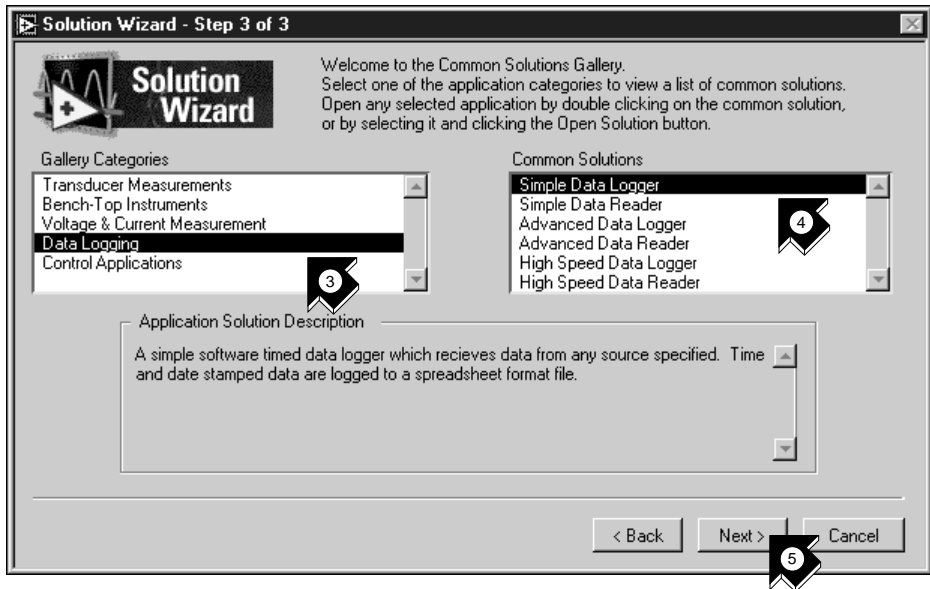 Solution Wizard - Step 3 of 3
Solution
Wizard
Welcome to the Common Solutions Gallery.
Select one of the application categories to view a list of common solutions.
Open any selected application by double clicking on the common solution,
or by selecting it and clicking the Open Solution button.
Gallery Categories
Transducer Measurements
Bench-Top Instruments
Voltage & Current Measurement
Data Logging
Control Applications
3
Common Solutions
Simple Data Logger
Simple Data Reader
Advanced Data Logger
Advanced Data Reader
High Speed Data Logger
High Speed Data Reader
4
Application Solution Description
A simple software timed data logger which recieves data from any source specified. Time
and date stamped data are logged to a spreadsheet format file.
< Back
Next >
Cancel
5